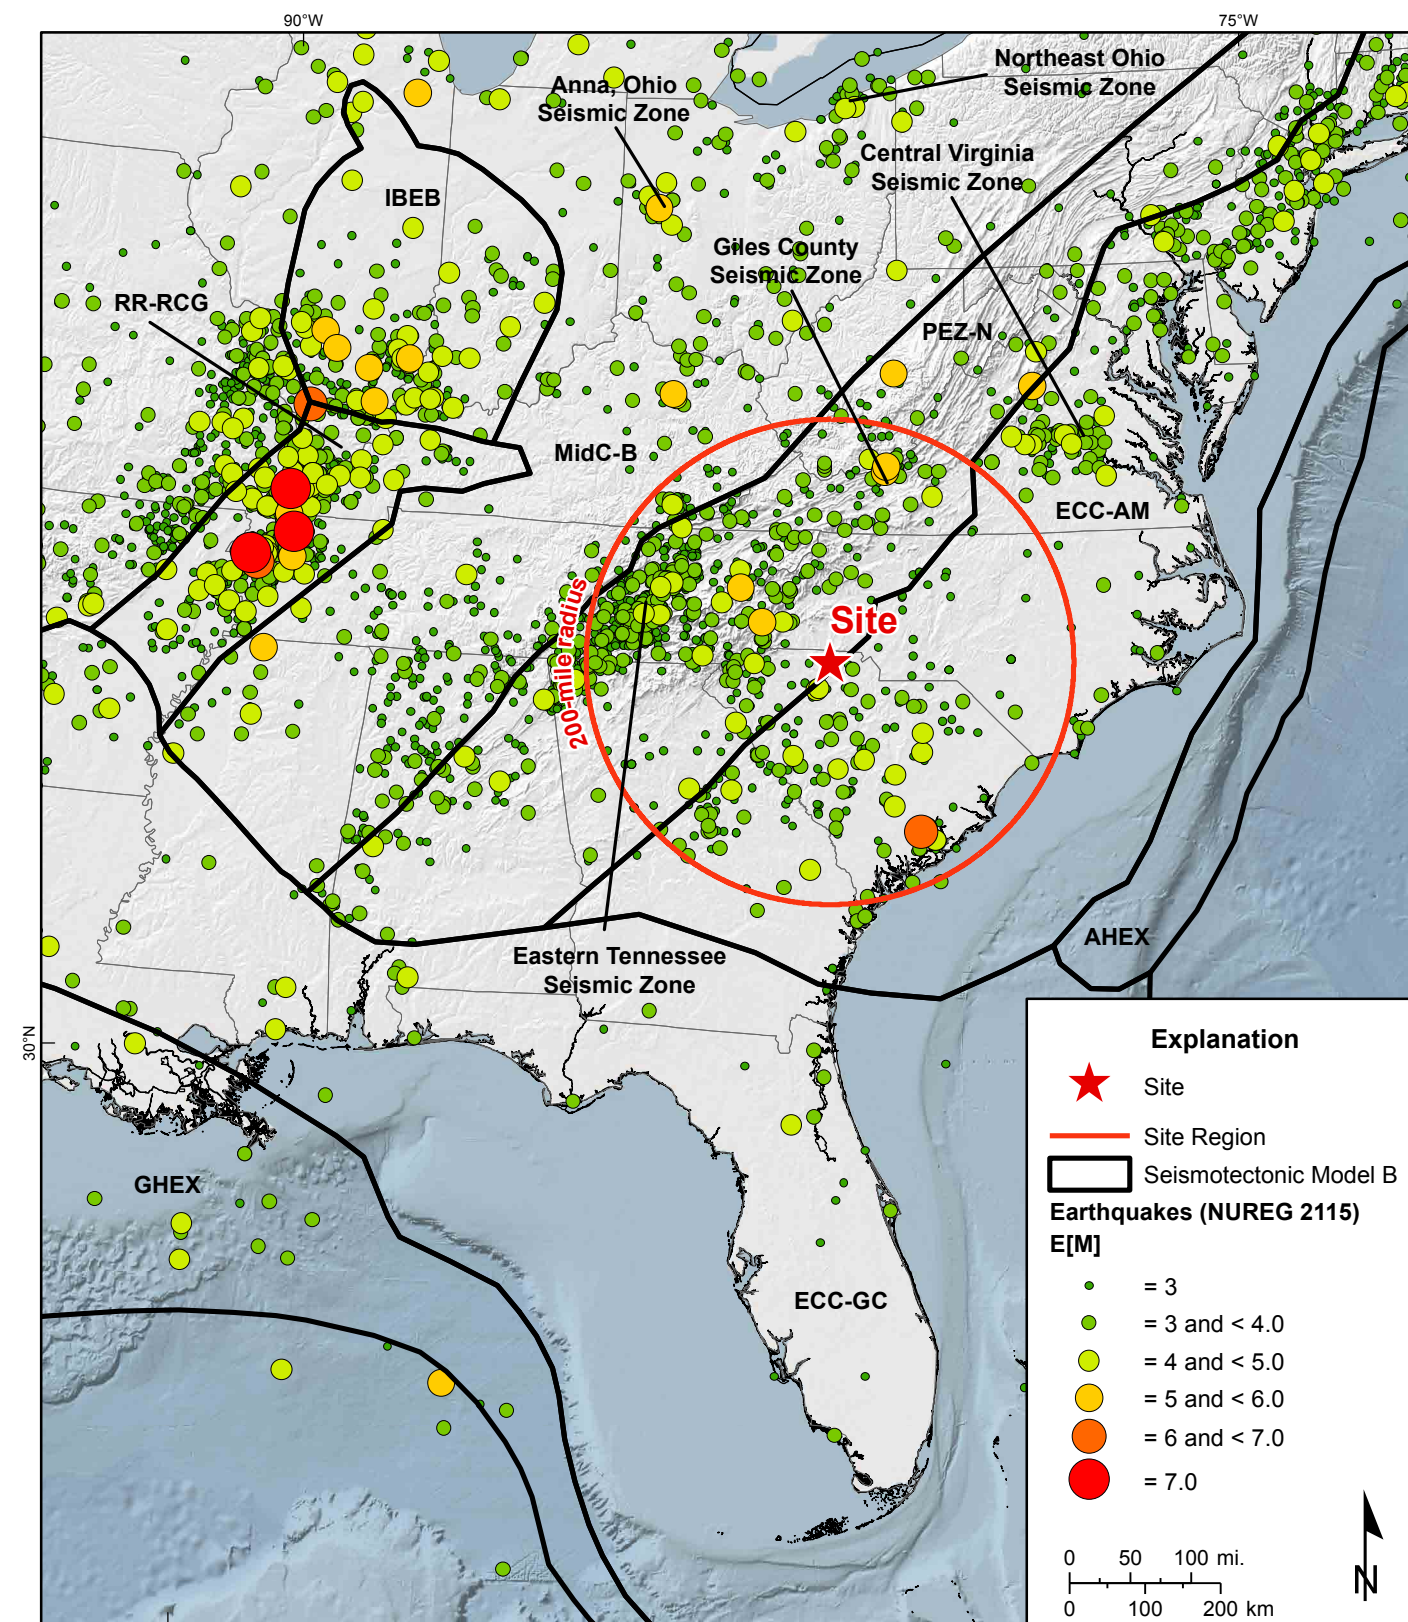 90°W
75°W
Northeast Ohio
Seismic Zone
Anna, Ohio
Seismic Zone
Central Virginia
Seismic Zone
IBEB
Giles County
Seismic Zone
RR-RCG
PEZ-N
MidC-B
ECC-AM
200-mile radius
Site
Eastern Tennessee
Seismic Zone
AHEX
30°N
GHEX
ECC-GC
Explanation
Site
Site Region
Seismotectonic Model B
Earthquakes (NUREG 2115)
E[M]
= 3
= 3 and < 4.0
= 4 and < 5.0
= 5 and < 6.0
= 6 and < 7.0
= 7.0
0 50 100 mi.
0 100 200 km
N